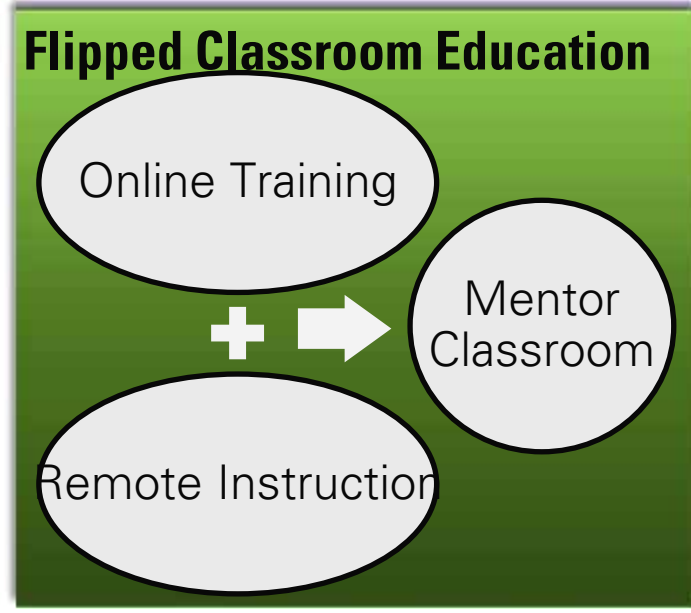 Flipped Classroom Education
Online Training
Mentor
Classroom
Remote Instruction